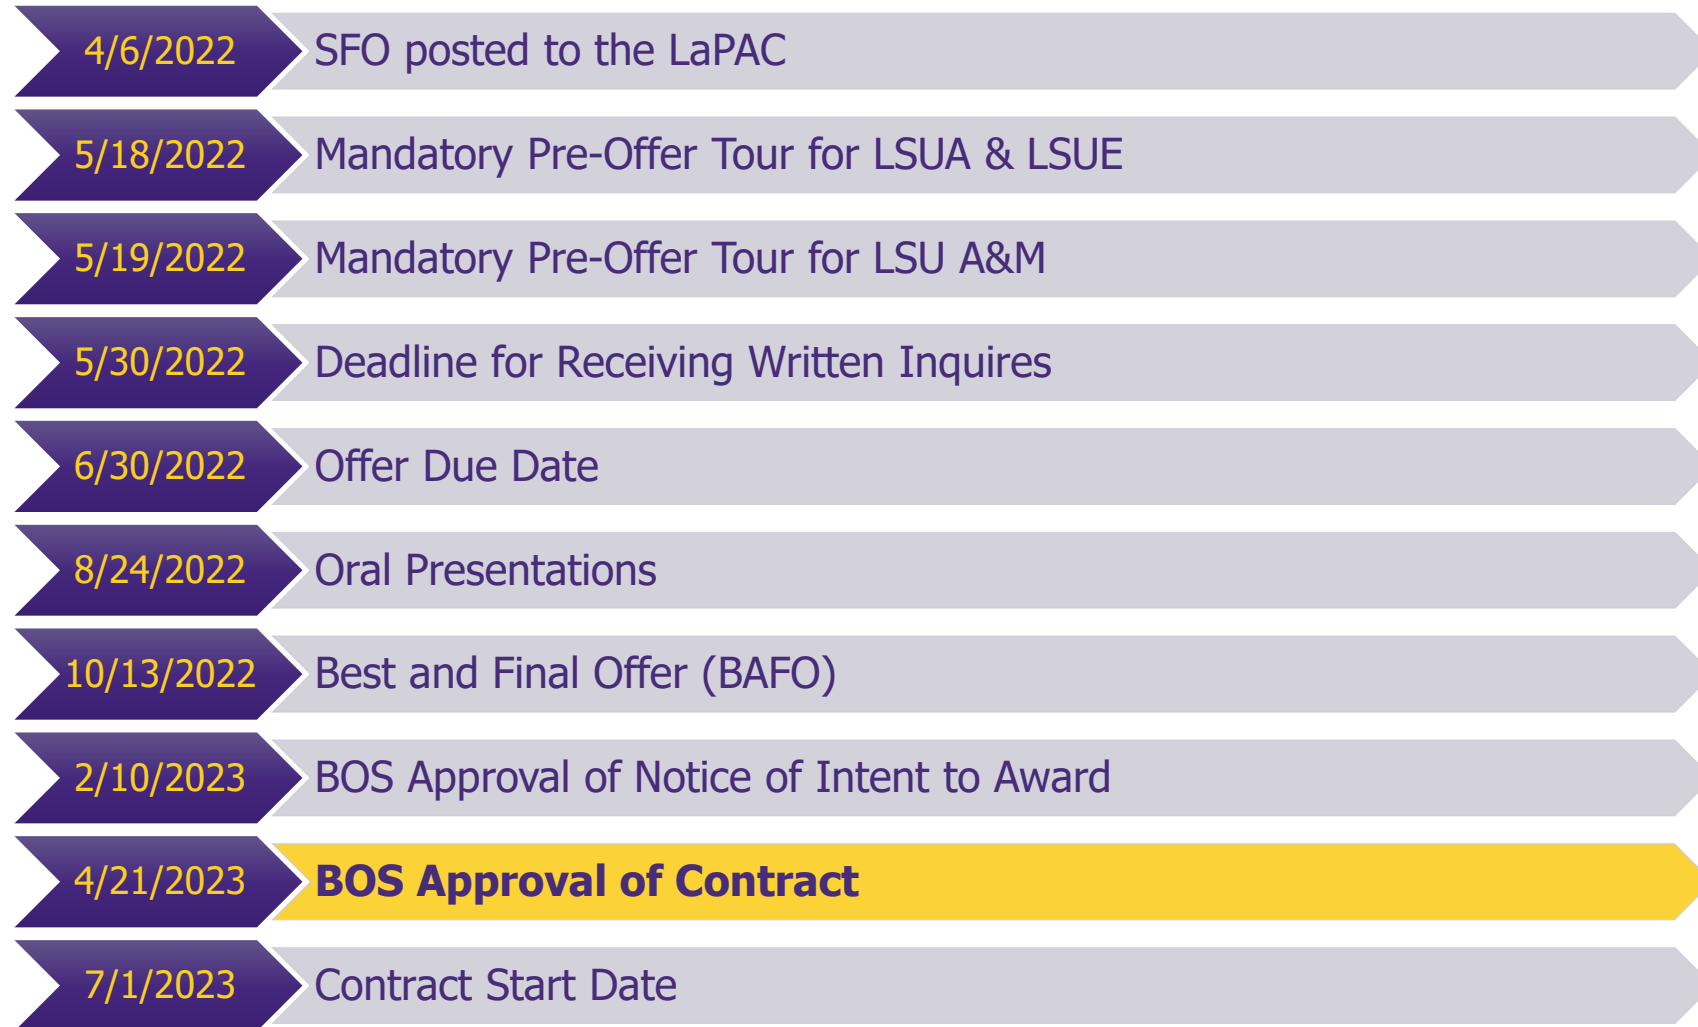 4/6/2022 SFO posted to the LaPAC
5/18/2022 Mandatory Pre-Offer Tour for LSUA & LSUE
5/19/2022 Mandatory Pre-Offer Tour for LSU A&M
5/30/2022 Deadline for Receiving Written Inquires
6/30/2022 Offer Due Date
8/24/2022 Oral Presentations
10/13/2022 Best and Final Offer (BAFO)
2/10/2023 BOS Approval of Notice of Intent to Award
4/21/2023 BOS Approval of Contract
7/1/2023 Contract Start Date